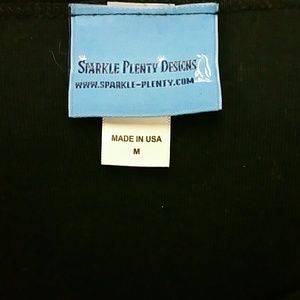 SPARKLE PLENTY DESIGNS
WWW.SPARKLE-PLENTY.COM
MADE IN USA
M